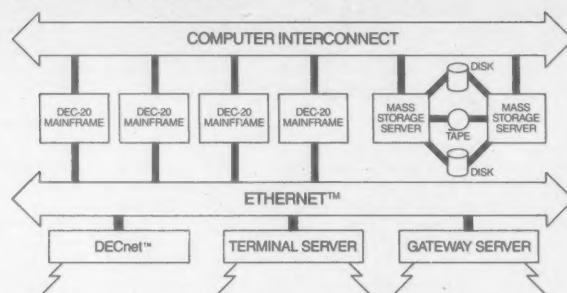 COMPUTER INTERCONNECT
DISK
DEC-20
MAINFRAME
DEC-20
MAINFRAME
DEC-20
MAINFRAME
DEC-20
MAINFRAME
MASS
STORAGE
SERVER
TAPE
MASS
STORAGE
SERVER
DISK
ETHERNET™
DECnet™
TERMINAL SERVER
GATEWAY SERVER